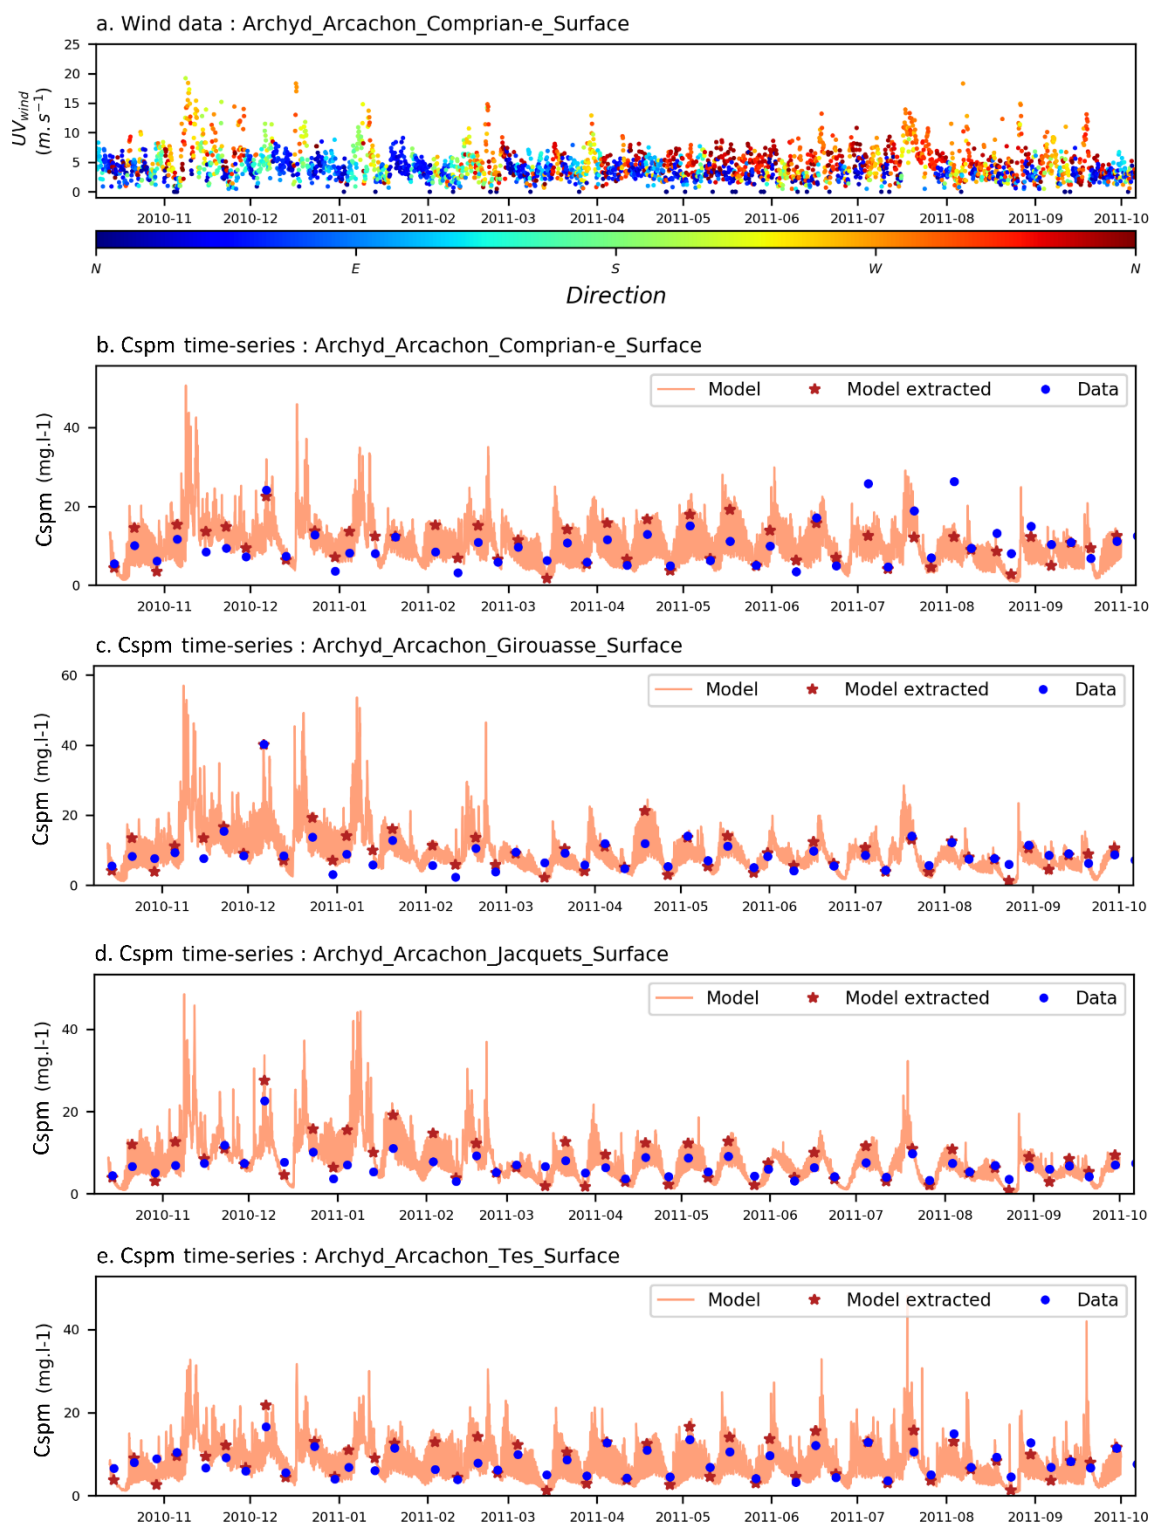 a. Wind data : Archyd_Arcachon_Comprian-e_Surface
UV_wind (m.s⁻¹)
25
20
15
10
5
0
2010-11 2010-12 2011-01 2011-02 2011-03 2011-04 2011-05 2011-06 2011-07 2011-08 2011-09 2011-10
N E S W N
Direction
b. Cspm time-series : Archyd_Arcachon_Comprian-e_Surface
Model Model extracted Data
Cspm (mg.l-1)
40
20
0
2010-11 2010-12 2011-01 2011-02 2011-03 2011-04 2011-05 2011-06 2011-07 2011-08 2011-09 2011-10
c. Cspm time-series : Archyd_Arcachon_Girouasse_Surface
Model Model extracted Data
Cspm (mg.l-1)
60
40
20
0
2010-11 2010-12 2011-01 2011-02 2011-03 2011-04 2011-05 2011-06 2011-07 2011-08 2011-09 2011-10
d. Cspm time-series : Archyd_Arcachon_Jacquets_Surface
Model Model extracted Data
Cspm (mg.l-1)
40
20
0
2010-11 2010-12 2011-01 2011-02 2011-03 2011-04 2011-05 2011-06 2011-07 2011-08 2011-09 2011-10
e. Cspm time-series : Archyd_Arcachon_Tes_Surface
Model Model extracted Data
Cspm (mg.l-1)
40
20
0
2010-11 2010-12 2011-01 2011-02 2011-03 2011-04 2011-05 2011-06 2011-07 2011-08 2011-09 2011-10